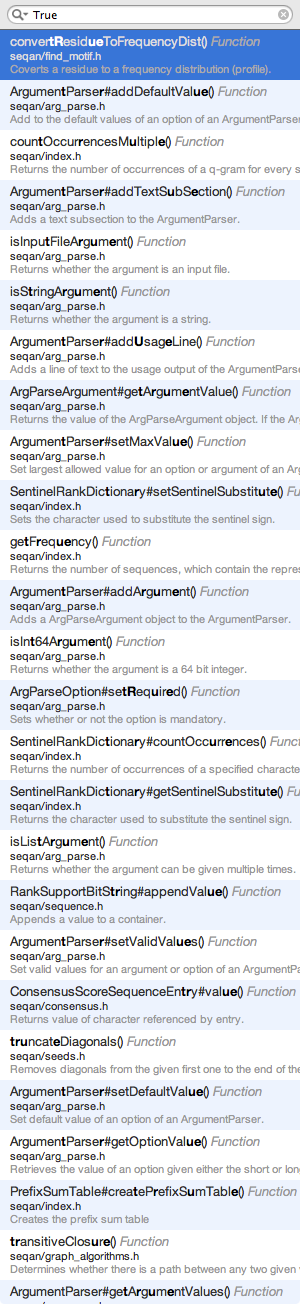 True
convertResidueToFrequencyDist() Function
seqan/find_motif.h
Coverts a residue to a frequency distribution (profile).
ArgumentParser#addDefaultValue() Function
seqan/arg_parse.h
Add to the default values of an option of an ArgumentParser
countOccurrencesMultiple() Function
seqan/index.h
Returns the number of occurrences of a q-gram for every s
ArgumentParser#addTextSubSection() Function
seqan/arg_parse.h
Adds a text subsection to the ArgumentParser.
isInputFileArgument() Function
seqan/arg_parse.h
Returns whether the argument is an input file.
isStringArgument() Function
seqan/arg_parse.h
Returns whether the argument is a string.
ArgumentParser#addUsageLine() Function
seqan/arg_parse.h
Adds a line of text to the usage output of the ArgumentParse
ArgParseArgument#getArgumentValue() Function
seqan/arg_parse.h
Returns the value of the ArgParseArgument object. If the Arg
ArgumentParser#setMaxValue() Function
seqan/arg_parse.h
Set largest allowed value for an option or argument of an Arg
SentinelRankDictionary#setSentinelSubstitute() Fu
seqan/index.h
Sets the character used to substitute the sentinel sign.
getFrequency() Function
seqan/index.h
Returns the number of sequences, which contain the repres
ArgumentParser#addArgument() Function
seqan/arg_parse.h
Adds a ArgParseArgument object to the ArgumentParser.
isInt64Argument() Function
seqan/arg_parse.h
Returns whether the argument is a 64 bit integer.
ArgParseOption#setRequired() Function
seqan/arg_parse.h
Sets whether or not the option is mandatory.
SentinelRankDictionary#countOccurrences() Funct
seqan/index.h
Returns the number of occurrences of a specified characte
SentinelRankDictionary#getSentinelSubstitute() Fu
seqan/index.h
Returns the character used to substitute the sentinel sign.
isListArgument() Function
seqan/arg_parse.h
Returns whether the argument can be given multiple times.
RankSupportBitString#appendValue() Function
seqan/sequence.h
Appends a value to a container.
ArgumentParser#setValidValues() Function
seqan/arg_parse.h
Set valid values for an argument or option of an ArgumentPa
ConsensusScoreSequenceEntry#value() Function
seqan/consensus.h
Returns value of character referenced by entry.
truncateDiagonals() Function
seqan/seeds.h
Removes diagonals from the given first one to the end of the
ArgumentParser#setDefaultValue() Function
seqan/arg_parse.h
Set default value of an option of an ArgumentParser.
ArgumentParser#getOptionValue() Function
seqan/arg_parse.h
Retrieves the value of an option given either the short or long
PrefixSumTable#createPrefixSumTable() Function
seqan/index.h
Creates the prefix sum table
transitiveClosure() Function
seqan/graph_algorithms.h
Determines whether there is a path between any two given v
ArgumentParser#getArgumentValues() Function